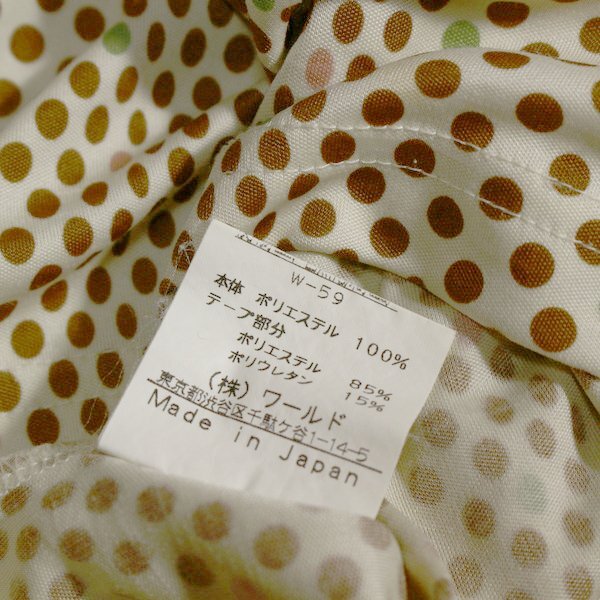 W-59
本体 ポリエステル 100%
テープ部分
ポリエステル 85%
ポリウレタン 15%
(株) ワールド
東京都渋谷区千駄ケ谷1-14-5
Made in Japan